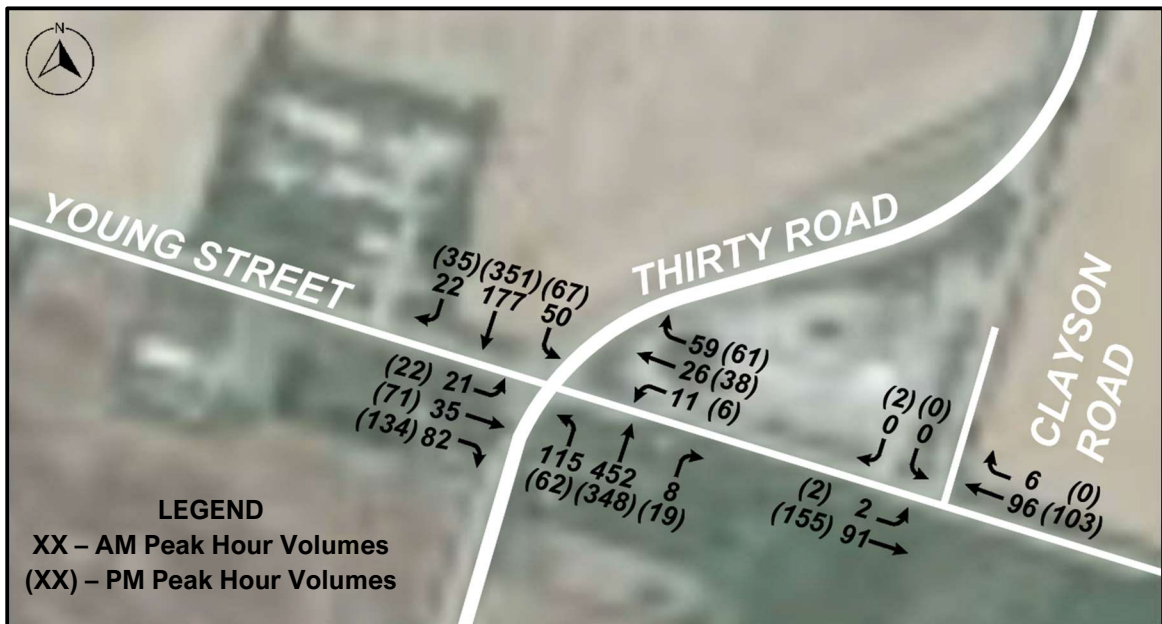 N
YOUNG STREET
THIRTY ROAD
CLAYSON
ROAD
(35) (351) (67)
22 177 50
(22) 21
(71) 35
(134) 82
59 (61)
26 (38)
11 (6)
115 452 8
(62) (348) (19)
(2) (0)
0 0
(2) 2
(155) 91
6 (0)
96 (103)
LEGEND
XX – AM Peak Hour Volumes
(XX) – PM Peak Hour Volumes